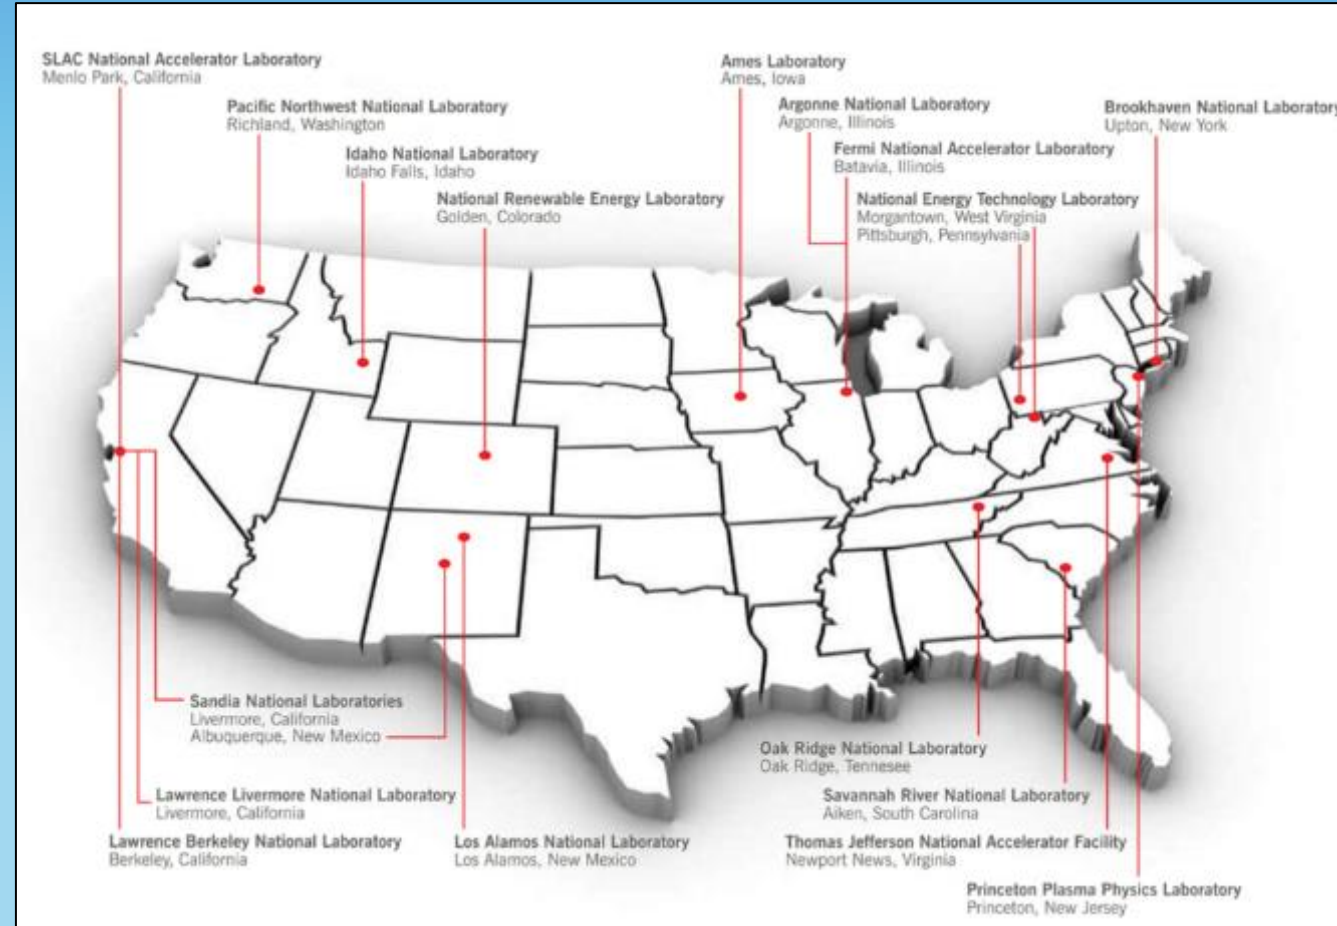 SLAC National Accelerator Laboratory
Menlo Park, California
Pacific Northwest National Laboratory
Richland, Washington
Idaho National Laboratory
Idaho Falls, Idaho
National Renewable Energy Laboratory
Golden, Colorado
Ames Laboratory
Ames, Iowa
Argonne National Laboratory
Argonne, Illinois
Fermi National Accelerator Laboratory
Batavia, Illinois
National Energy Technology Laboratory
Morgantown, West Virginia
Pittsburgh, Pennsylvania
Brookhaven National Laboratory
Upton, New York
Sandia National Laboratories
Livermore, California
Albuquerque, New Mexico
Lawrence Livermore National Laboratory
Livermore, California
Lawrence Berkeley National Laboratory
Berkeley, California
Los Alamos National Laboratory
Los Alamos, New Mexico
Oak Ridge National Laboratory
Oak Ridge, Tennesee
Savannah River National Laboratory
Aiken, South Carolina
Thomas Jefferson National Accelerator Facility
Newport News, Virginia
Princeton Plasma Physics Laboratory
Princeton, New Jersey